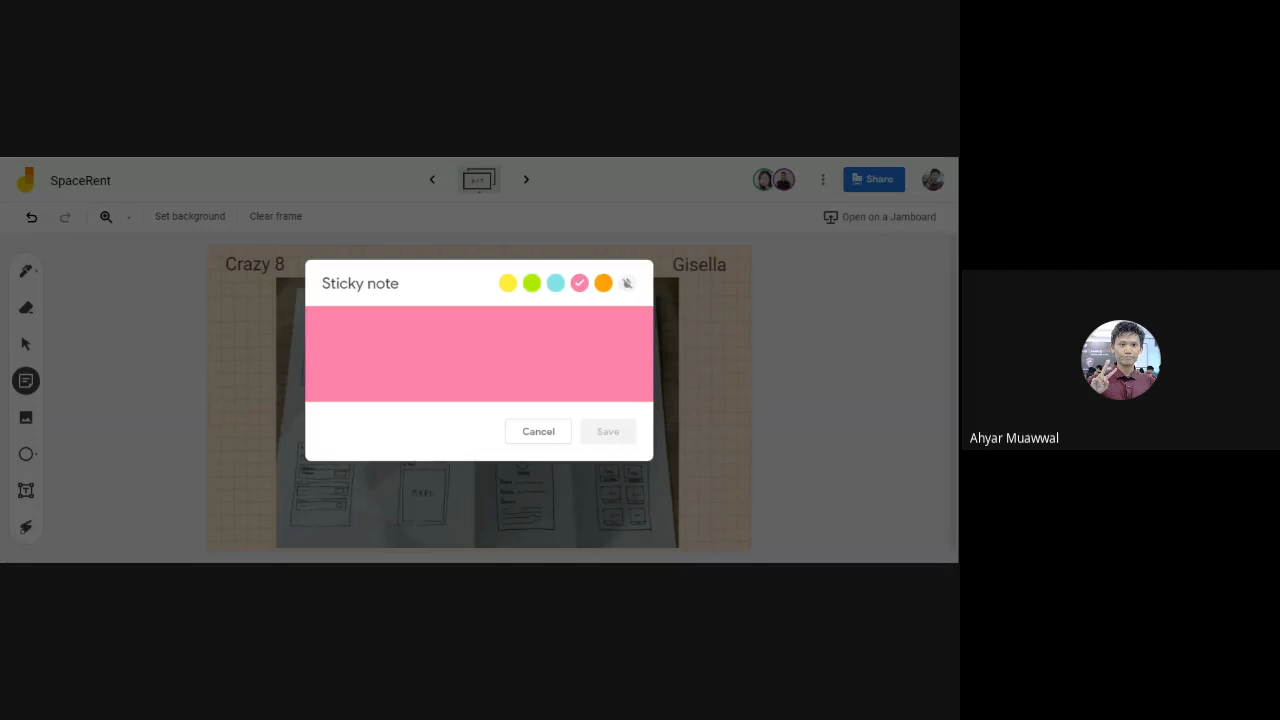 SpaceRent
Share
Set background
Clear frame
Open on a Jamboard
Crazy 8
Gisella
Sticky note
Cancel
Save
Ahyar Muawwal